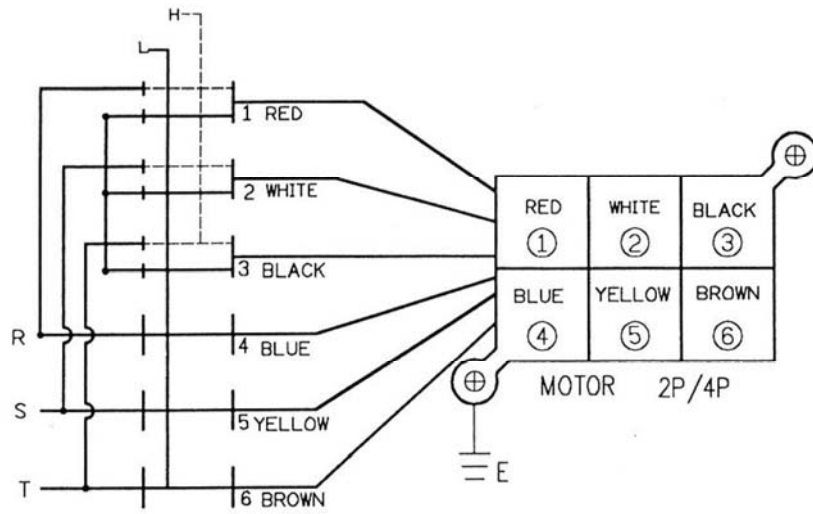 H
L
1 RED
2 WHITE
3 BLACK
R
4 BLUE
S
5 YELLOW
T
6 BROWN
RED WHITE BLACK
① ② ③
BLUE YELLOW BROWN
④ ⑤ ⑥
MOTOR 2P/4P
E